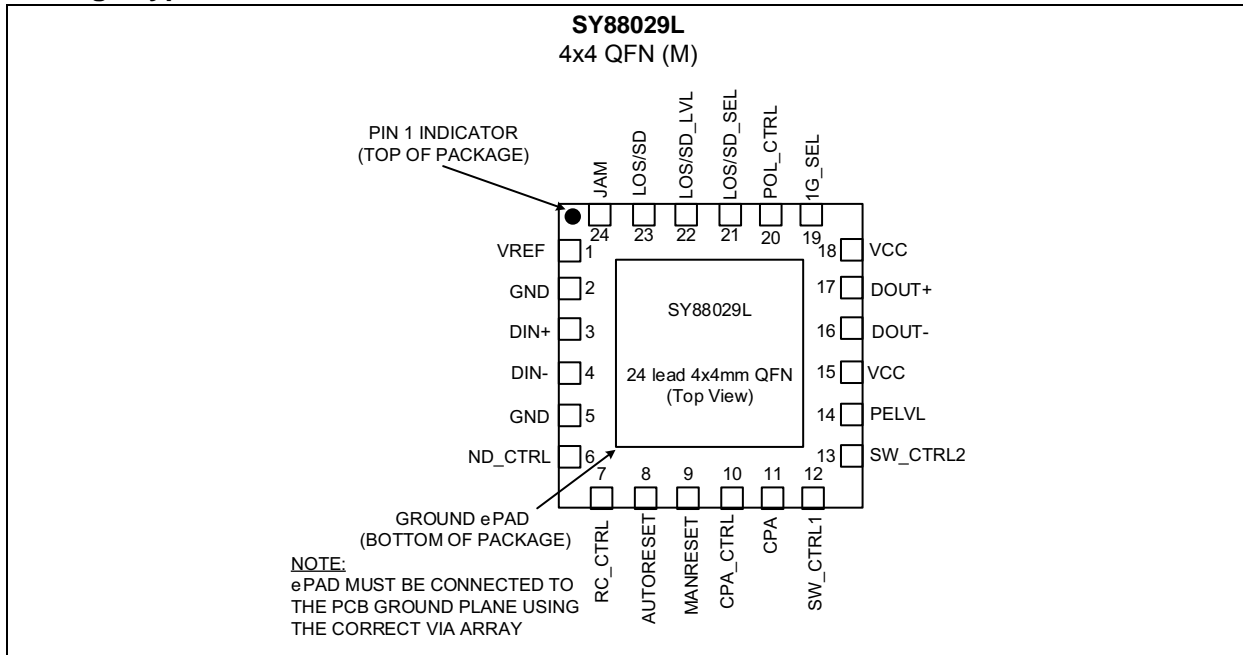 SY88029L
4x4 QFN (M)
PIN 1 INDICATOR
(TOP OF PACKAGE)
JAM
LOS/SD
LOS/SD_LVL
LOS/SD_SEL
POL_CTRL
1G_SEL
24
23
22
21
20
19
VREF
1
GND
2
DIN+
3
DIN-
4
GND
5
ND_CTRL
6
SY88029L
24 lead 4x4mm QFN
(Top View)
18
VCC
17
DOUT+
16
DOUT-
15
VCC
14
PELVL
13
SW_CTRL2
7
8
9
10
11
12
RC_CTRL
AUTORESET
MANRESET
CPA_CTRL
CPA
SW_CTRL1
GROUND ePAD
(BOTTOM OF PACKAGE)
NOTE:
ePAD MUST BE CONNECTED TO
THE PCB GROUND PLANE USING
THE CORRECT VIA ARRAY